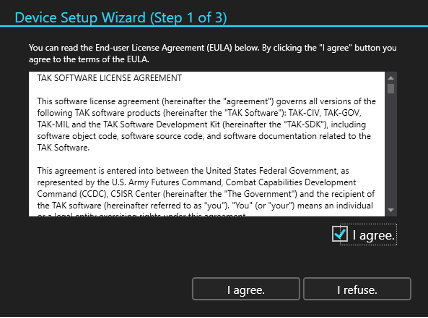 Device Setup Wizard (Step 1 of 3)
You can read the End-user License Agreement (EULA) below. By clicking the "I agree" button you
agree to the terms of the EULA.
TAK SOFTWARE LICENSE AGREEMENT
This software license agreement (hereinafter the "agreement") governs all versions of the
following TAK software products (hereinafter the "TAK Software"): TAK-CIV, TAK-GOV,
TAK-MIL and the TAK Software Development Kit (hereinafter the "TAK-SDK"), including
software object code, software source code, and software documentation related to the
TAK Software.
This agreement is entered into between the United States Federal Government, as
represented by the U.S. Army Futures Command, Combat Capabilities Development
Command (CCDC), C5ISR Center (hereinafter the "The Government") and the recipient of
the TAK software (hereinafter referred to as "you"). "You" (or "your") means an individual
or a legal entity exercising rights under this agreement.
I agree.
I agree.
I refuse.